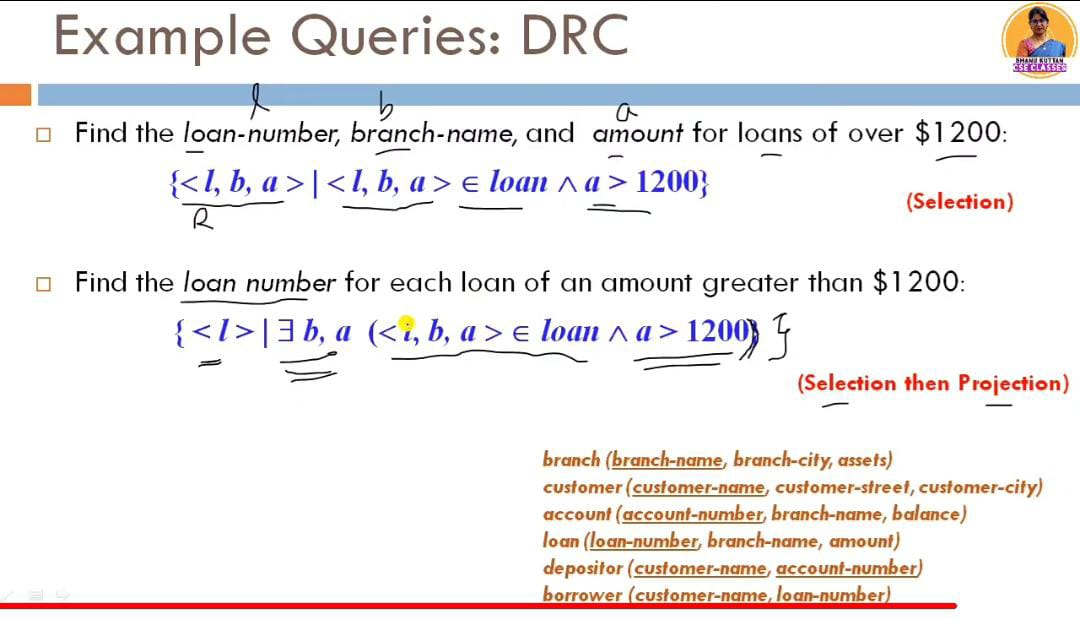 Example Queries: DRC
SHANU KUTTAN
CSE CLASSES
l b a
Find the loan-number, branch-name, and amount for loans of over $1200:
{< l, b, a > | < l, b, a > ∈ loan ∧ a > 1200}
R
(Selection)
Find the loan number for each loan of an amount greater than $1200:
{ < l > | ∃ b, a (< l, b, a > ∈ loan ∧ a > 1200) }
(Selection then Projection)
branch (branch-name, branch-city, assets)
customer (customer-name, customer-street, customer-city)
account (account-number, branch-name, balance)
loan (loan-number, branch-name, amount)
depositor (customer-name, account-number)
borrower (customer-name, loan-number)